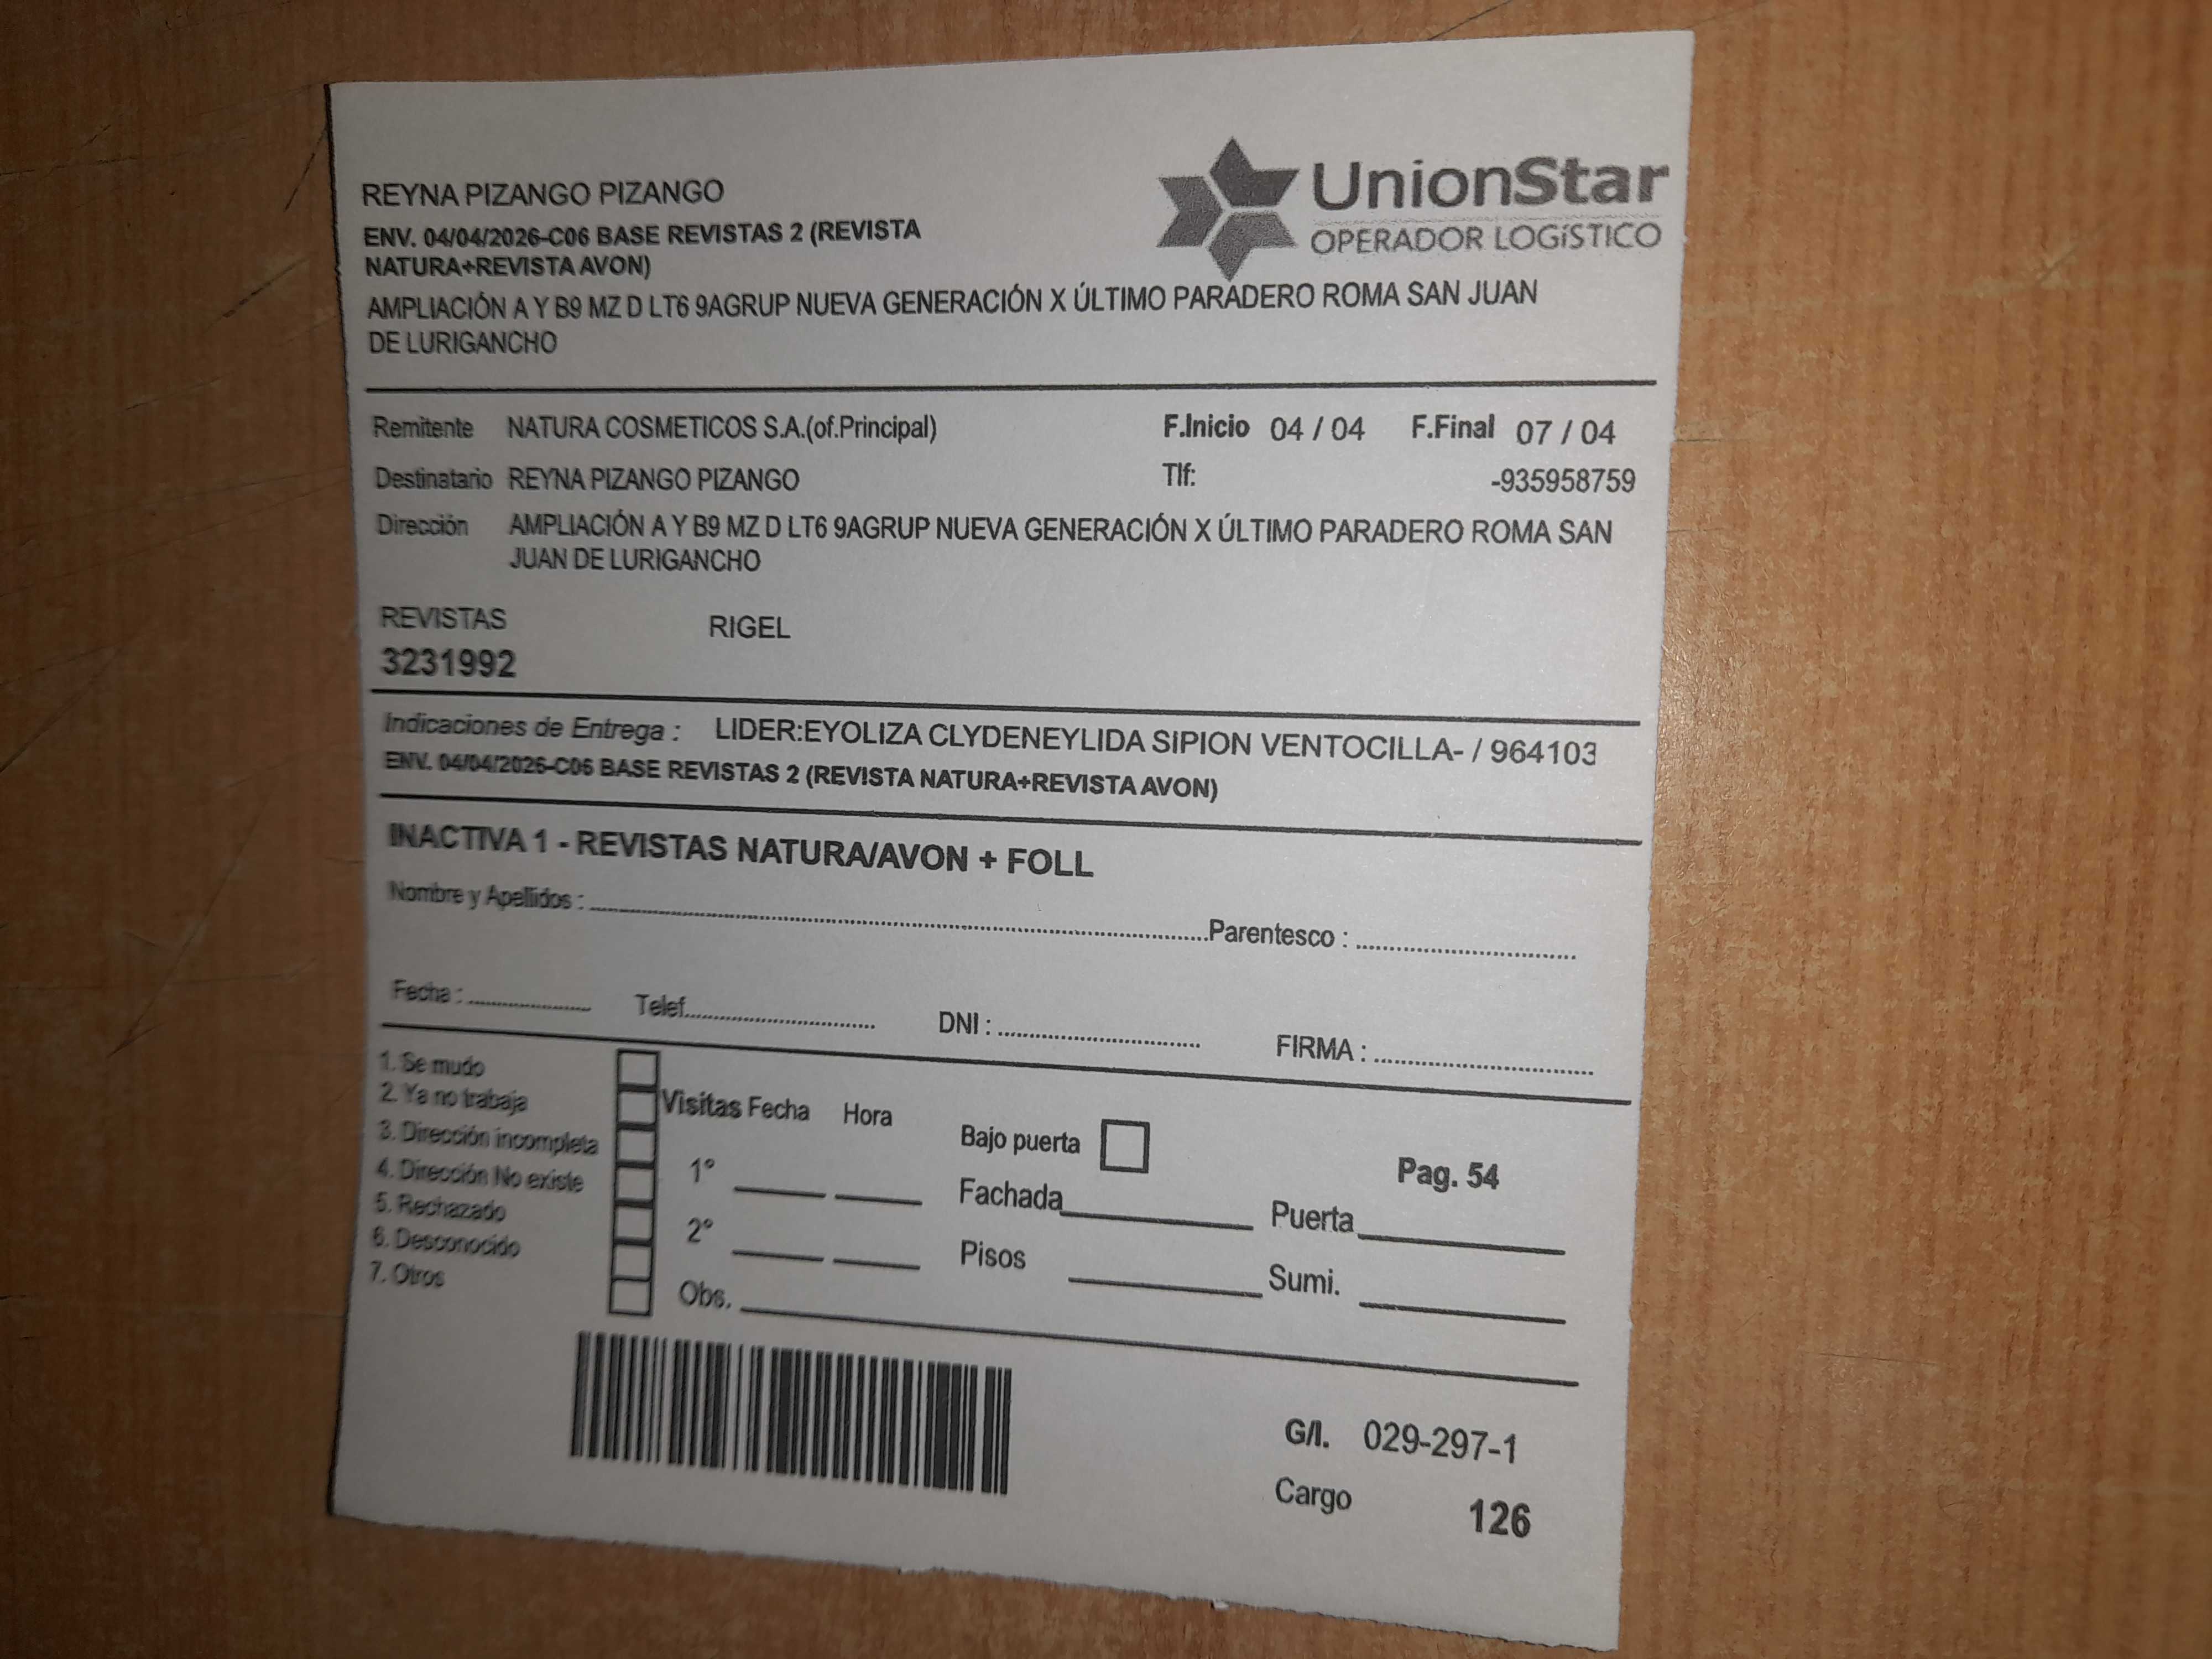 REYNA PIZANGO PIZANGO
UnionStar
OPERADOR LOGíSTICO
ENV. 04/04/2026-C06 BASE REVISTAS 2 (REVISTA
NATURA+REVISTA AVON)
AMPLIACIÓN A Y B9 MZ D LT6 9AGRUP NUEVA GENERACIÓN X ÚLTIMO PARADERO ROMA SAN JUAN
DE LURIGANCHO
Remitente NATURA COSMETICOS S.A.(of.Principal) F.Inicio 04 / 04 F.Final 07 / 04
Destinatario REYNA PIZANGO PIZANGO Tlf: -935958759
Dirección AMPLIACIÓN A Y B9 MZ D LT6 9AGRUP NUEVA GENERACIÓN X ÚLTIMO PARADERO ROMA SAN
JUAN DE LURIGANCHO
REVISTAS RIGEL
3231992
Indicaciones de Entrega : LIDER:EYOLIZA CLYDENEYLIDA SIPION VENTOCILLA- / 964103
ENV. 04/04/2026-C06 BASE REVISTAS 2 (REVISTA NATURA+REVISTA AVON)
INACTIVA 1 - REVISTAS NATURA/AVON + FOLL
Nombre y Apellidos : Parentesco :
Fecha : Telef. DNI : FIRMA :
1. Se mudo
2. Ya no trabaja
3. Dirección incompleta
4. Dirección No existe
5. Rechazado
6. Desconocido
7. Otros
Visitas Fecha Hora
1°
2°
Obs.
Bajo puerta
Fachada Puerta
Pisos Sumi.
Pag. 54
G/I. 029-297-1
Cargo 126